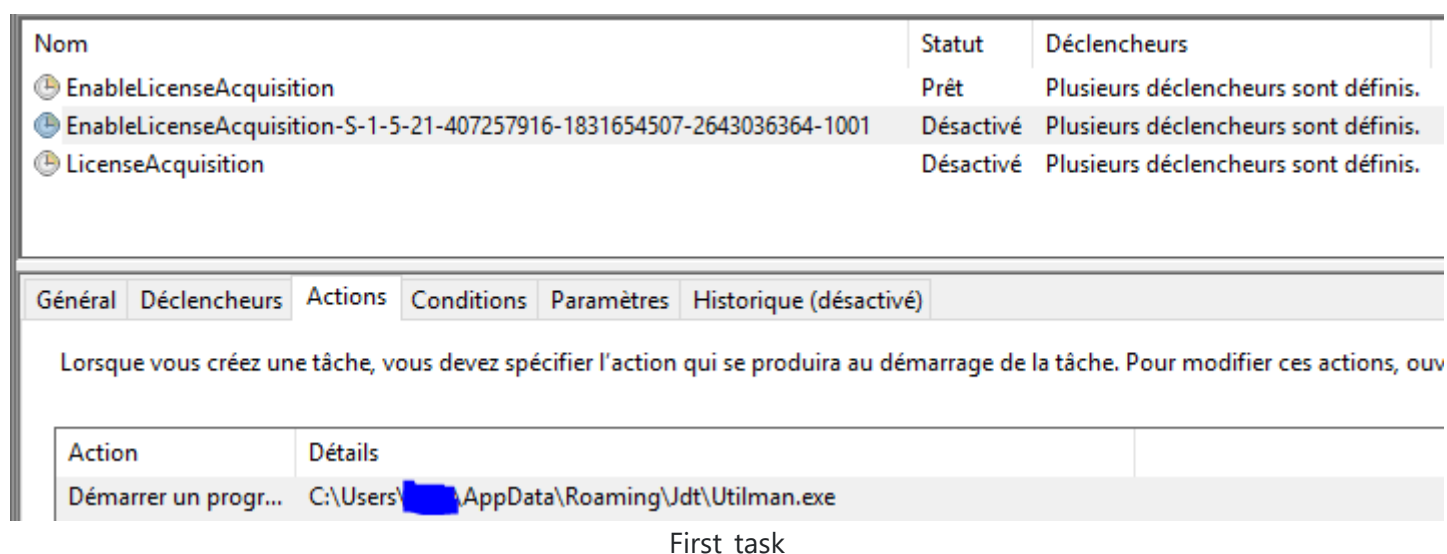 Nom Statut Déclencheurs
EnableLicenseAcquisition Prêt Plusieurs déclencheurs sont définis.
EnableLicenseAcquisition-S-1-5-21-407257916-1831654507-2643036364-1001 Désactivé Plusieurs déclencheurs sont définis.
LicenseAcquisition Désactivé Plusieurs déclencheurs sont définis.
Général Déclencheurs Actions Conditions Paramètres Historique (désactivé)
Lorsque vous créez une tâche, vous devez spécifier l'action qui se produira au démarrage de la tâche. Pour modifier ces actions, ouv
Action Détails
Démarrer un progr... C:\Users\ \AppData\Roaming\Jdt\Utilman.exe
First task